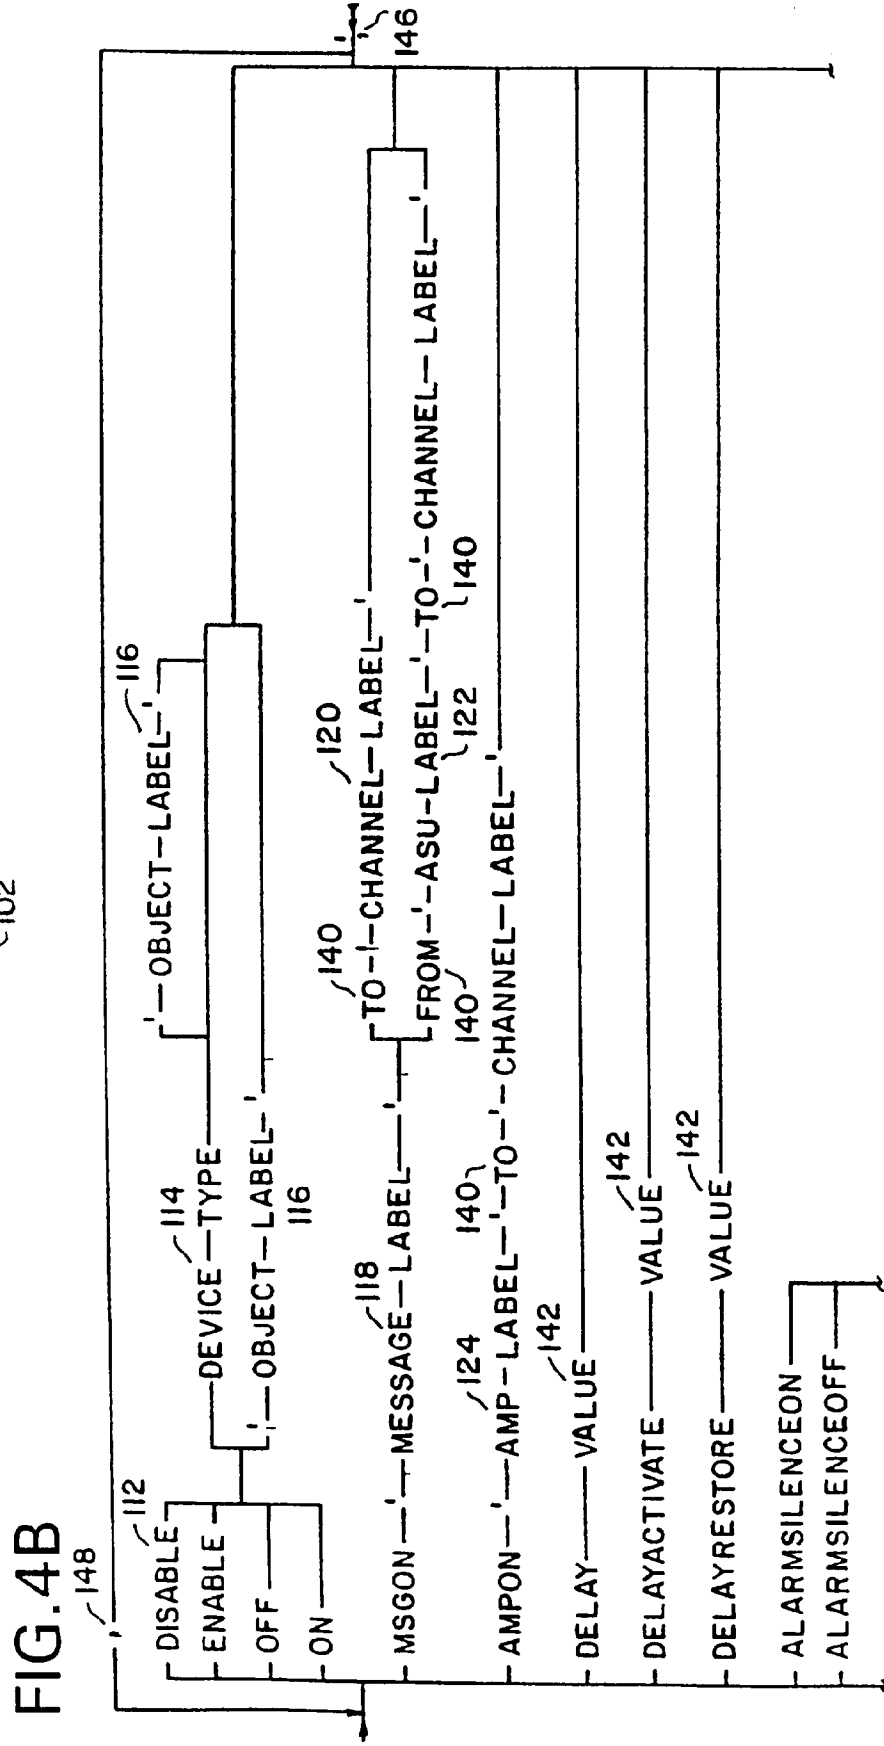 102
FIG.4B
148
'
' '
146
DISABLE
112
ENABLE
OFF
ON
DEVICE-TYPE
114
'-OBJECT-LABEL-'
116
'-OBJECT-LABEL-'
116
MSGON-'-MESSAGE-LABEL-'
118
TO-'-CHANNEL-LABEL-'
140
120
FROM-'-ASU-LABEL-'-TO-'-CHANNEL-LABEL-'
140
122
140
AMPON-'-AMP-LABEL-'-TO-'-CHANNEL-LABEL-'
124
140
DELAY-VALUE
142
DELAYACTIVATE-VALUE
142
DELAYRESTORE-VALUE
142
ALARMSILENCEON
ALARMSILENCEOFF